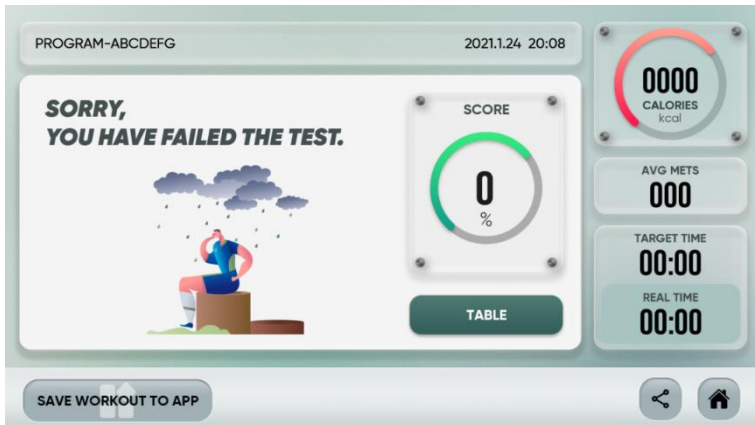 PROGRAM-ABCDEFG
2021.1.24 20:08
SORRY,
YOU HAVE FAILED THE TEST.
SCORE
0
%
TABLE
0000
CALORIES
kcal
AVG METS
000
TARGET TIME
00:00
REAL TIME
00:00
SAVE WORKOUT TO APP